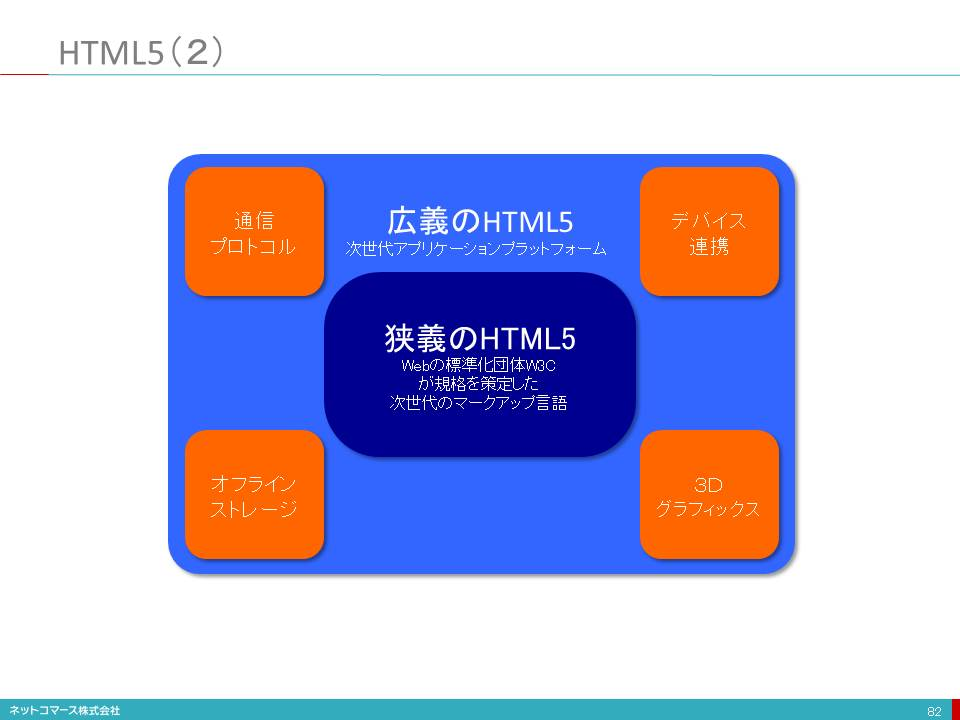 HTML5（２）
通信
プロトコル
広義のHTML5
次世代アプリケーションプラットフォーム
デバイス
連携
狭義のHTML5
Webの標準化団体W3C
が規格を策定した
次世代のマークアップ言語
オフライン
ストレージ
３D
グラフィックス
ネットコマース株式会社
82